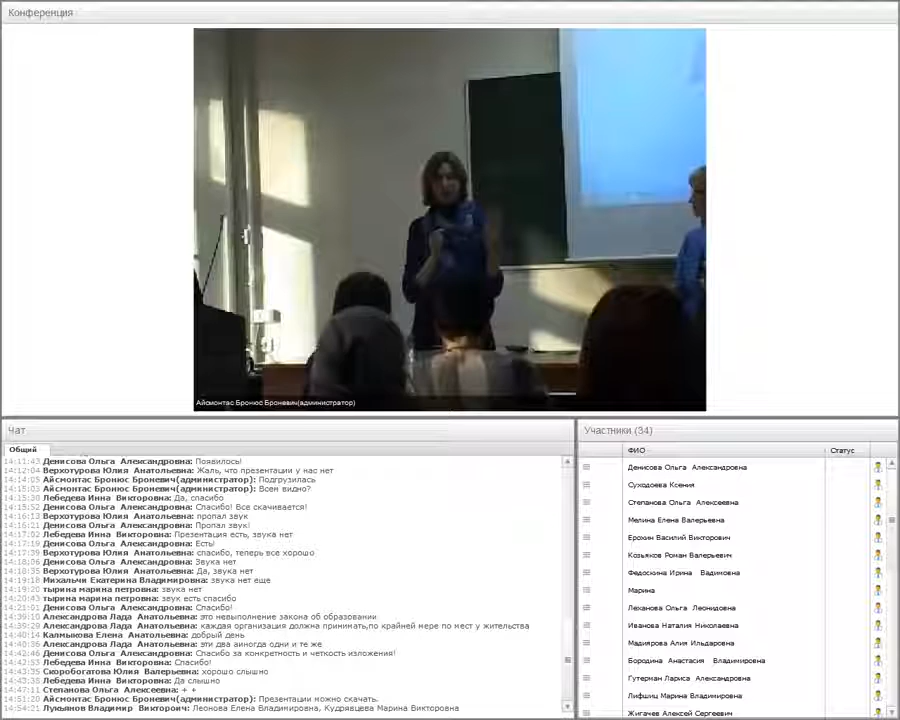 Конференция
Айсмонтас Бронюс Броневич(администратор)
Чат
Общий
14:11:43 Денисова Ольга Александровна: Появилось!
14:12:04 Верхотурова Юлия Анатольевна: Жаль, что презентации у нас нет
14:14:05 Айсмонтас Бронюс Броневич(администратор): Подгрузилась
14:15:03 Айсмонтас Бронюс Броневич(администратор): Всем видно?
14:15:30 Лебедева Инна Викторовна: Да, спасибо
14:15:52 Денисова Ольга Александровна: Спасибо! Все скачивается!
14:16:13 Верхотурова Юлия Анатольевна: пропал звук
14:16:21 Денисова Ольга Александровна: Пропал звук!
14:17:02 Лебедева Инна Викторовна: Презентация есть, звука нет
14:17:19 Денисова Ольга Александровна: Есть!
14:17:39 Верхотурова Юлия Анатольевна: спасибо, теперь все хорошо
14:18:06 Денисова Ольга Александровна: Звука нет
14:18:35 Верхотурова Юлия Анатольевна: Да, звука нет
14:19:18 Михальчи Екатерина Владимировна: звука нет еще
14:19:20 тырина марина петровна: звука нет
14:20:43 тырина марина петровна: звук есть спасибо
14:21:01 Денисова Ольга Александровна: Спасибо!
14:39:10 Александрова Лада Анатольевна: это невыполнение закона об образовании
14:39:29 Александрова Лада Анатольевна: каждая организация должна принимать,по крайней мере по мест у жительства
14:40:14 Калмыкова Елена Анатольевна: добрый день
14:40:36 Александрова Лада Анатольевна: эти два аиногда одни и те же
14:42:46 Денисова Ольга Александровна: Спасибо за конкретность и четкость изложения!
14:42:53 Лебедева Инна Викторовна: Спасибо!
14:43:35 Скоробогатова Юлия Валерьевна: хорошо слышно
14:43:38 Лебедева Инна Викторовна: Да слышно
14:47:11 Степанова Ольга Алексеевна: + +
14:51:20 Айсмонтас Бронюс Броневич(администратор): Презентации можно скачать.
14:54:21 Лукьянов Владимир Виктороич: Леонова Елена Владимировна, Кудрявцева Марина Викторовна
Участники (34)
ФИО Статус
Денисова Ольга Александровна
Суходоева Ксения
Степанова Ольга Алексеевна
Мелина Елена Валерьевна
Ерохин Василий Викторович
Козьяков Роман Валерьевич
Федоскина Ирина Вадимовна
Марина
Леханова Ольга Леонидовна
Иванова Наталия Николаевна
Мадиярова Алия Ильдаровна
Бородина Анастасия Владимировна
Гутерман Лариса Александровна
Лифшиц Марина Владимировна
Жигачев Алексей Сергеевич